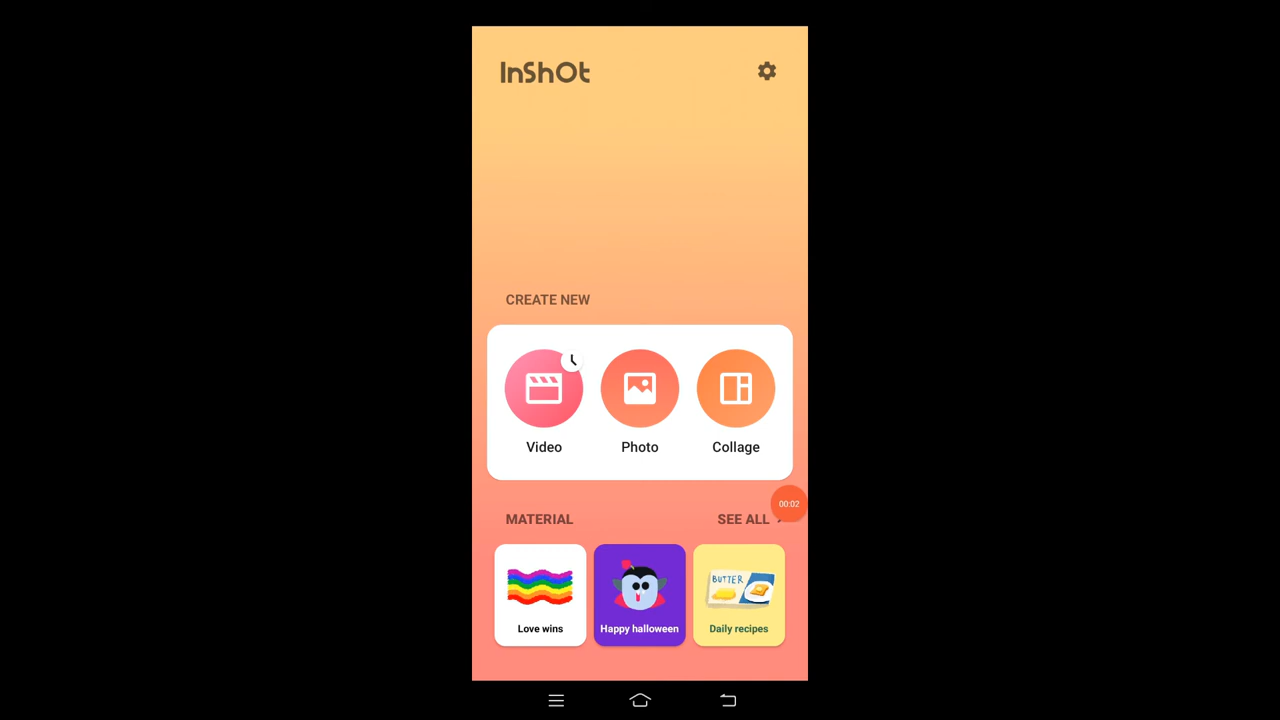 InShOt
CREATE NEW
Video Photo Collage
00:02
MATERIAL SEE ALL
BUTTER
Love wins Happy halloween Daily recipes